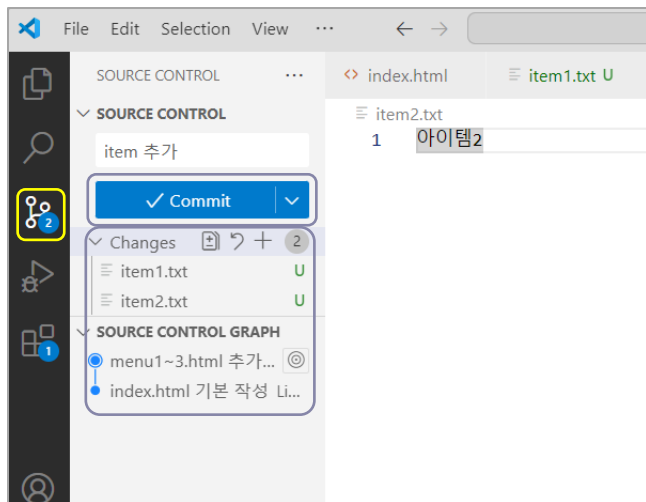 File Edit Selection View ···
SOURCE CONTROL ···
index.html
item1.txt U
SOURCE CONTROL
item2.txt
item 추가
1 아이템2
Commit
2
Changes 2
item1.txt U
item2.txt U
SOURCE CONTROL GRAPH
1
menu1~3.html 추가...
index.html 기본 작성 Li...